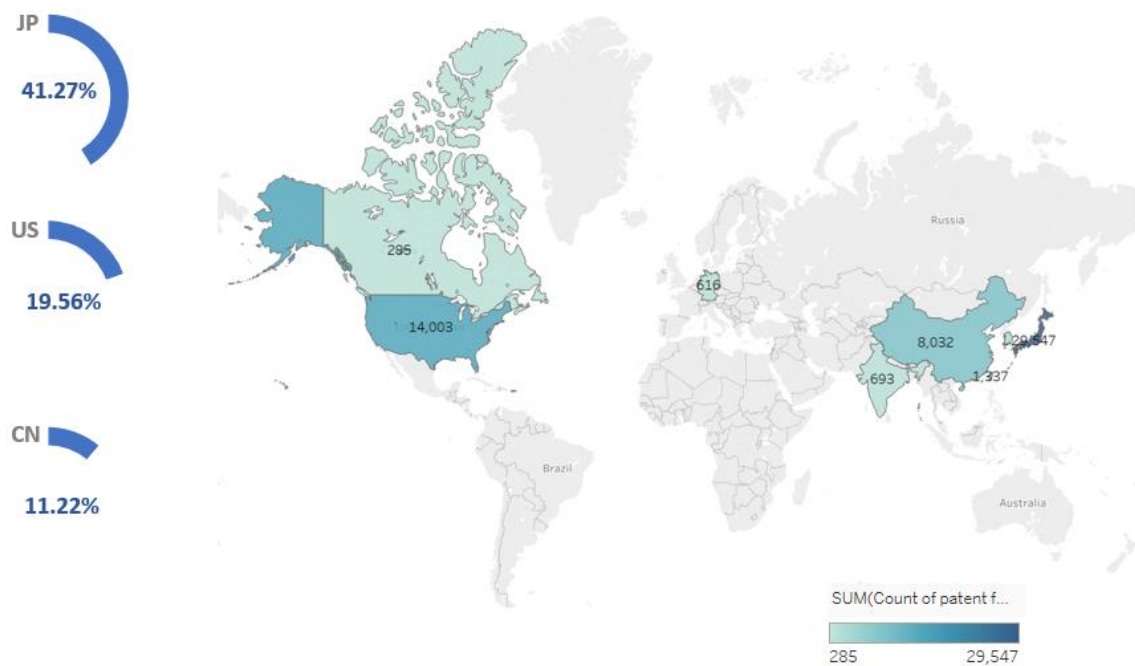 JP
41.27%
US
19.56%
CN
11.22%
285
14,003
616
Russia
8,032
29,547
693
1,337
Brazil
Australia
SUM(Count of patent f...
285
29,547